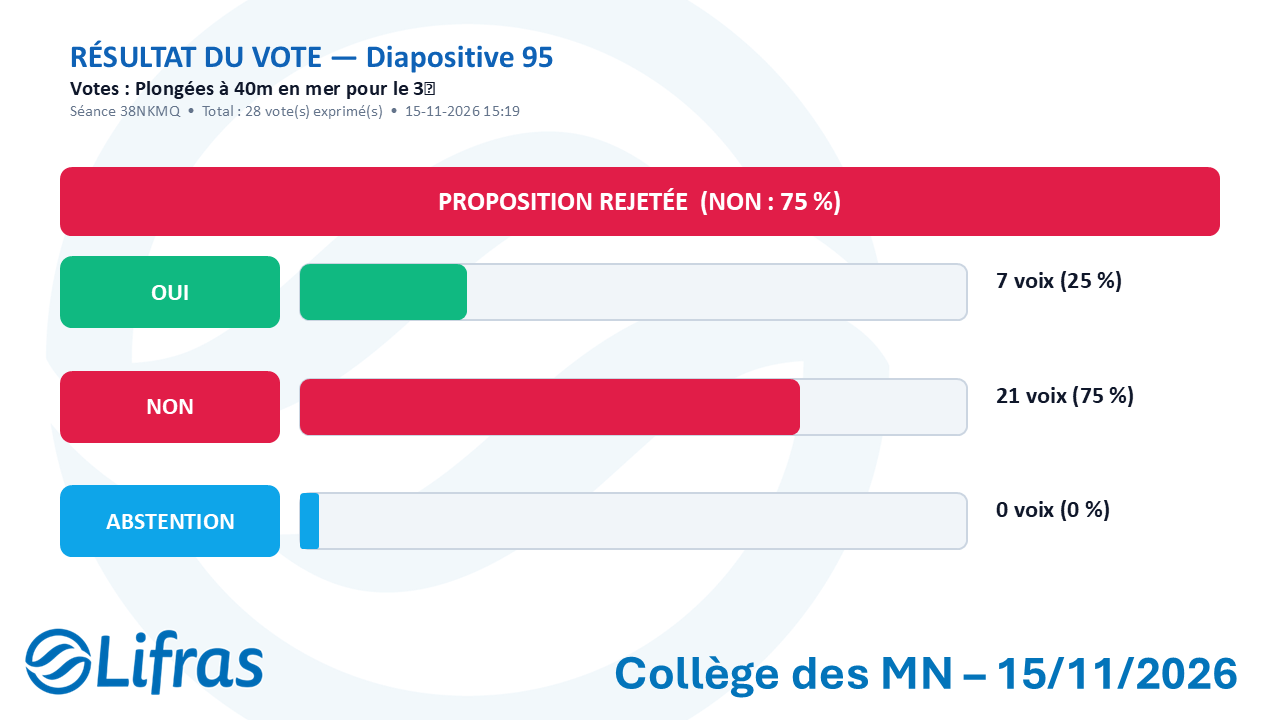 RÉSULTAT DU VOTE — Diapositive 95
Votes : Plongées à 40m en mer pour le 3
Séance 38NKMQ • Total : 28 vote(s) exprimé(s) • 15-11-2026 15:19
PROPOSITION REJETÉE (NON : 75 %)
OUI
7 voix (25 %)
NON
21 voix (75 %)
ABSTENTION
0 voix (0 %)
Lifras
Collège des MN – 15/11/2026